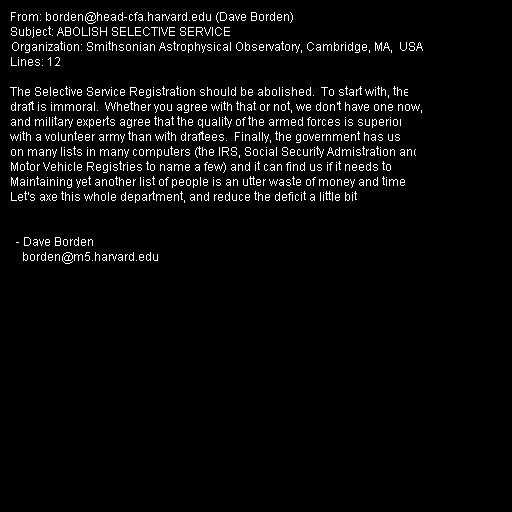 From: borden@head-cfa.harvard.edu (Dave Borden)
Subject: ABOLISH SELECTIVE SERVICE
Organization: Smithsonian Astrophysical Observatory, Cambridge, MA,  USA
Lines: 12

The Selective Service Registration should be abolished.  To start with, the
draft is immoral.  Whether you agree with that or not, we don't have one now,
and military experts agree that the quality of the armed forces is superior
with a volunteer army than with draftees.  Finally, the government has us
on many lists in many computers (the IRS, Social Security Admistration and
Motor Vehicle Registries to name a few) and it can find us if it needs to
Maintaining yet another list of people is an utter waste of money and time
Let's axe this whole department, and reduce the deficit a little bit

- Dave Borden
borden@m5.harvard.edu